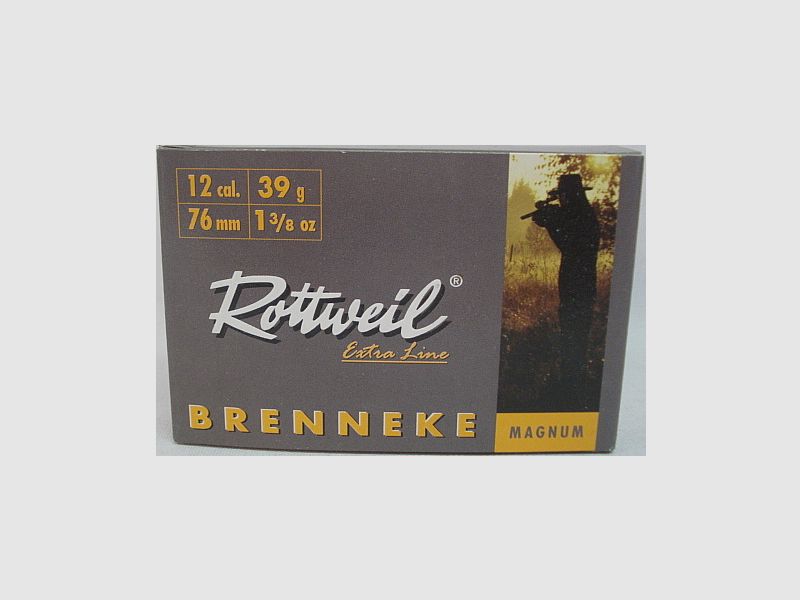 12 cal. 39 g
76 mm 1 3/8 oz
Rottweil®
Extra Line
BRENNEKE
MAGNUM